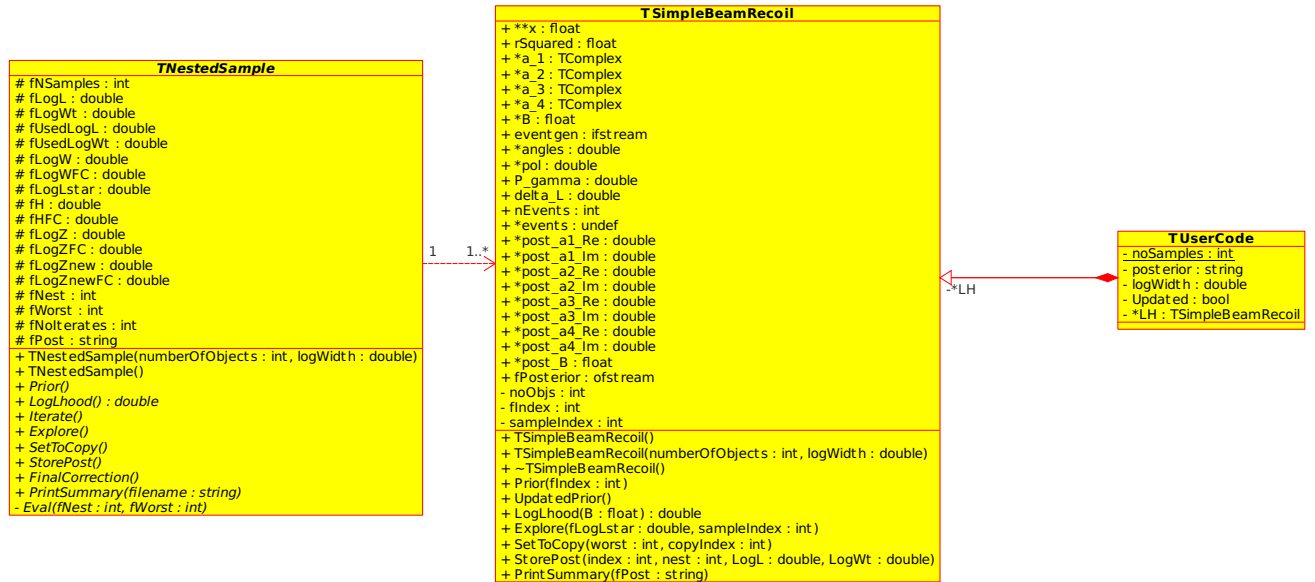 TNestedSample
# fNSamples : int
# fLogL : double
# fLogWt : double
# fUsedLogL : double
# fUsedLogWt : double
# fLogW : double
# fLogWFC : double
# fLogLstar : double
# fH : double
# fHFC : double
# fLogZ : double
# fLogZFC : double
# fLogZnew : double
# fLogZnewFC : double
# fNest : int
# fWorst : int
# fNoIterates : int
# fPost : string
+ TNestedSample(numberOfObjects : int, logWidth : double)
+ TNestedSample()
+ Prior()
+ LogLhood() : double
+ Iterate()
+ Explore()
+ SetToCopy()
+ StorePost()
+ FinalCorrection()
+ PrintSummary(filename : string)
- Eval(fNest : int, fWorst : int)
1
1..*
TSimpleBeamRecoil
+ **x : float
+ rSquared : float
+ *a_1 : TComplex
+ *a_2 : TComplex
+ *a_3 : TComplex
+ *a_4 : TComplex
+ *B : float
+ eventgen : ifstream
+ *angles : double
+ *pol : double
+ P_gamma : double
+ delta_L : double
+ nEvents : int
+ *events : undef
+ *post_a1_Re : double
+ *post_a1_Im : double
+ *post_a2_Re : double
+ *post_a2_Im : double
+ *post_a3_Re : double
+ *post_a3_Im : double
+ *post_a4_Re : double
+ *post_a4_Im : double
+ *post_B : float
+ fPosterior : ofstream
- noObjs : int
- fIndex : int
- sampleIndex : int
+ TSimpleBeamRecoil()
+ TSimpleBeamRecoil(numberOfObjects : int, logWidth : double)
+ ~TSimpleBeamRecoil()
+ Prior(fIndex : int)
+ UpdatedPrior()
+ LogLhood(B : float) : double
+ Explore(fLogLstar : double, sampleIndex : int)
+ SetToCopy(worst : int, copyIndex : int)
+ StorePost(index : int, nest : int, LogL : double, LogWt : double)
+ PrintSummary(fPost : string)
-*LH
TUserCode
- noSamples : int
- posterior : string
- logWidth : double
- Updated : bool
- *LH : TSimpleBeamRecoil